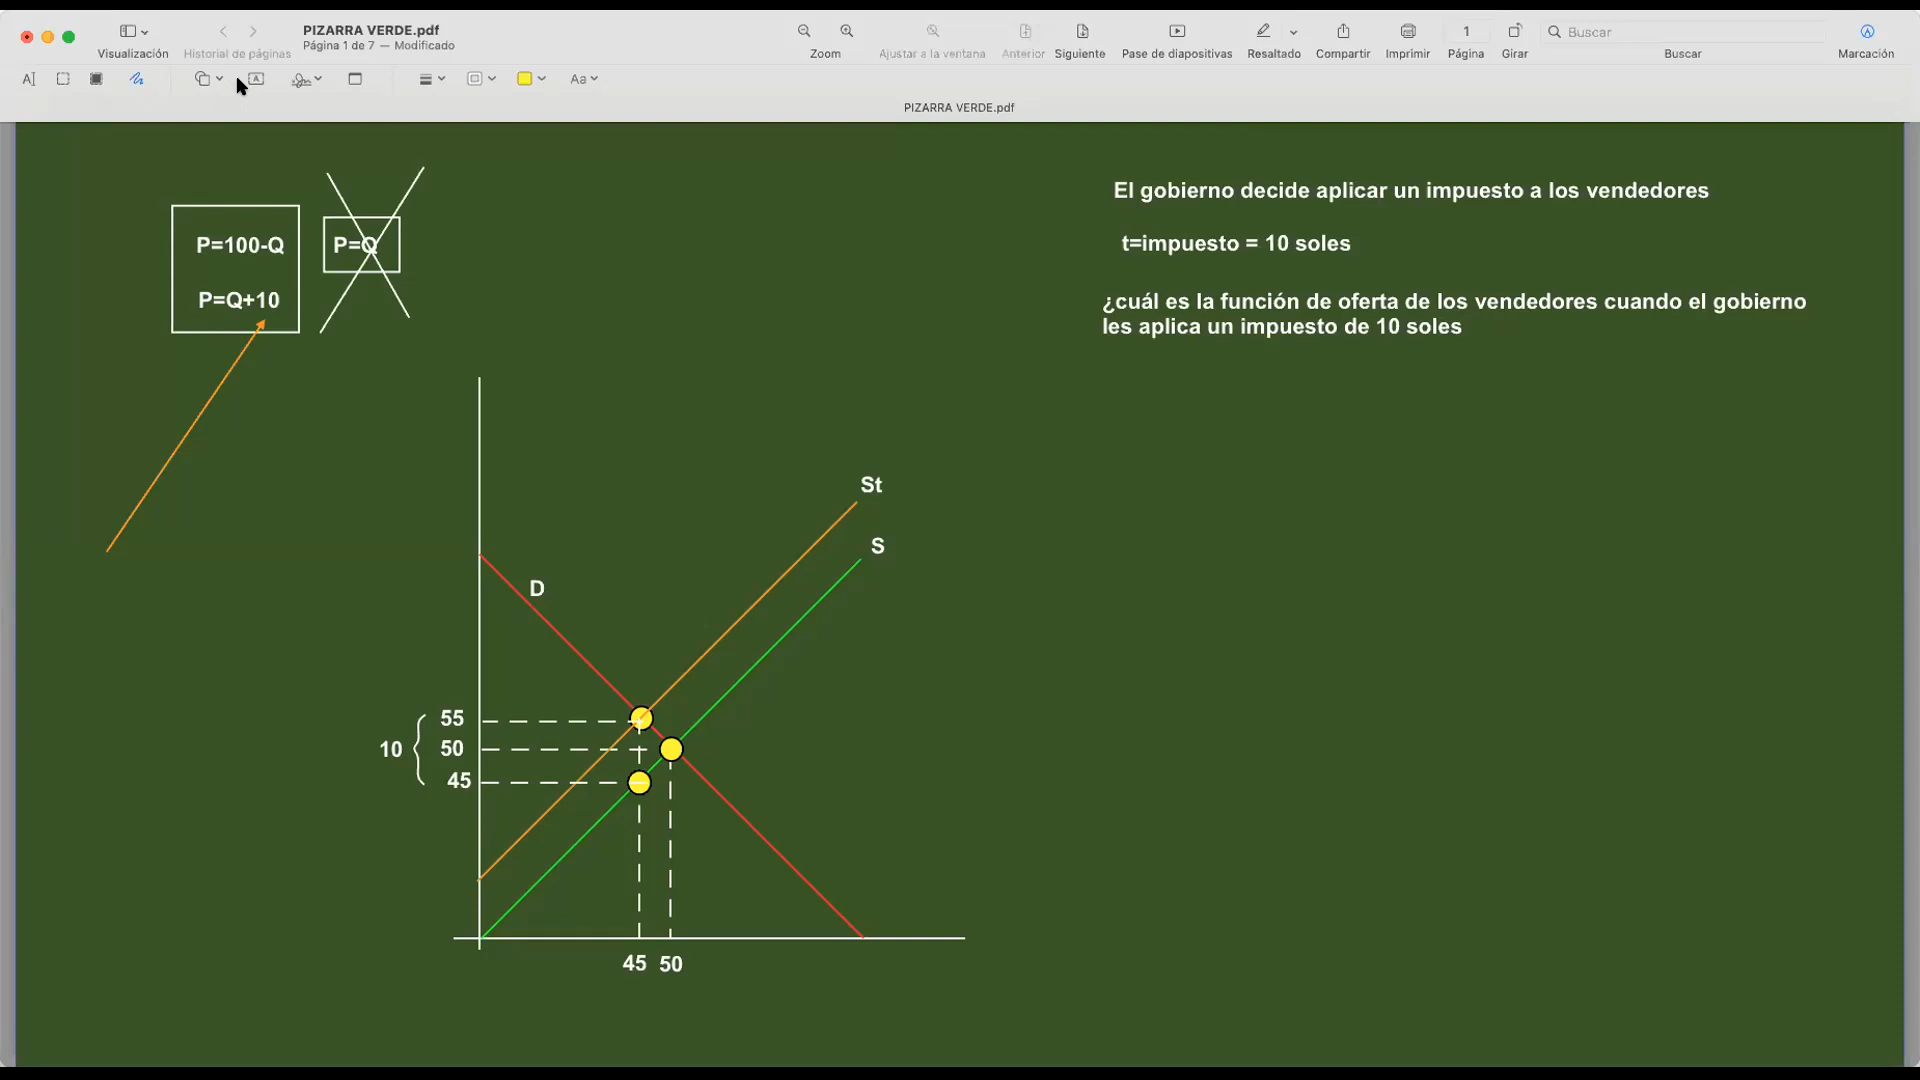 PIZARRA VERDE.pdf
Página 1 de 7 — Modificado
Visualización
Historial de páginas
Zoom
Ajustar a la ventana
Anterior
Siguiente
Pase de diapositivas
Resaltado
Compartir
Imprimir
1
Página
Girar
Buscar
Buscar
Marcación
AI
A
Aa
PIZARRA VERDE.pdf
P=100-Q
P=Q
P=Q+10
El gobierno decide aplicar un impuesto a los vendedores
t=impuesto = 10 soles
¿cuál es la función de oferta de los vendedores cuando el gobierno
les aplica un impuesto de 10 soles
St
S
D
55
10
50
45
45
50